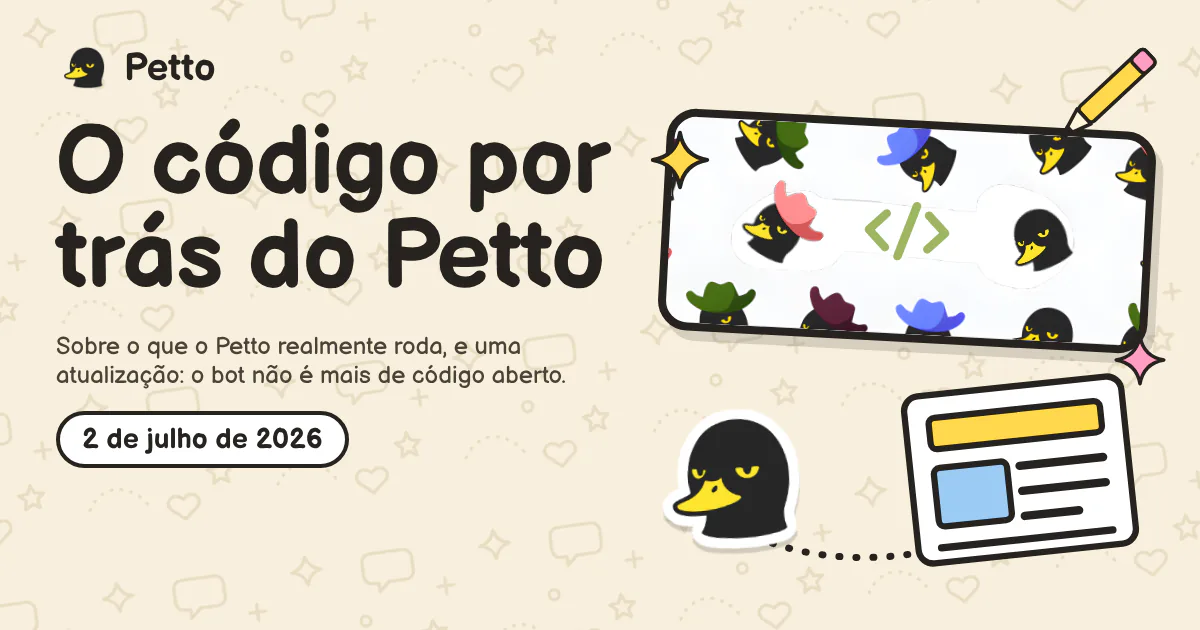 Petto
O código por
trás do Petto
</>
Sobre o que o Petto realmente roda, e uma
atualização: o bot não é mais de código aberto.
2 de julho de 2026